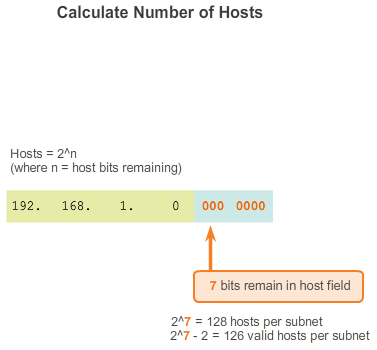 Calculate Number of Hosts
Hosts = 2^n
(where n = host bits remaining)
192. 168. 1. 0 000 0000
7 bits remain in host field
2^7 = 128 hosts per subnet
2^7 - 2 = 126 valid hosts per subnet